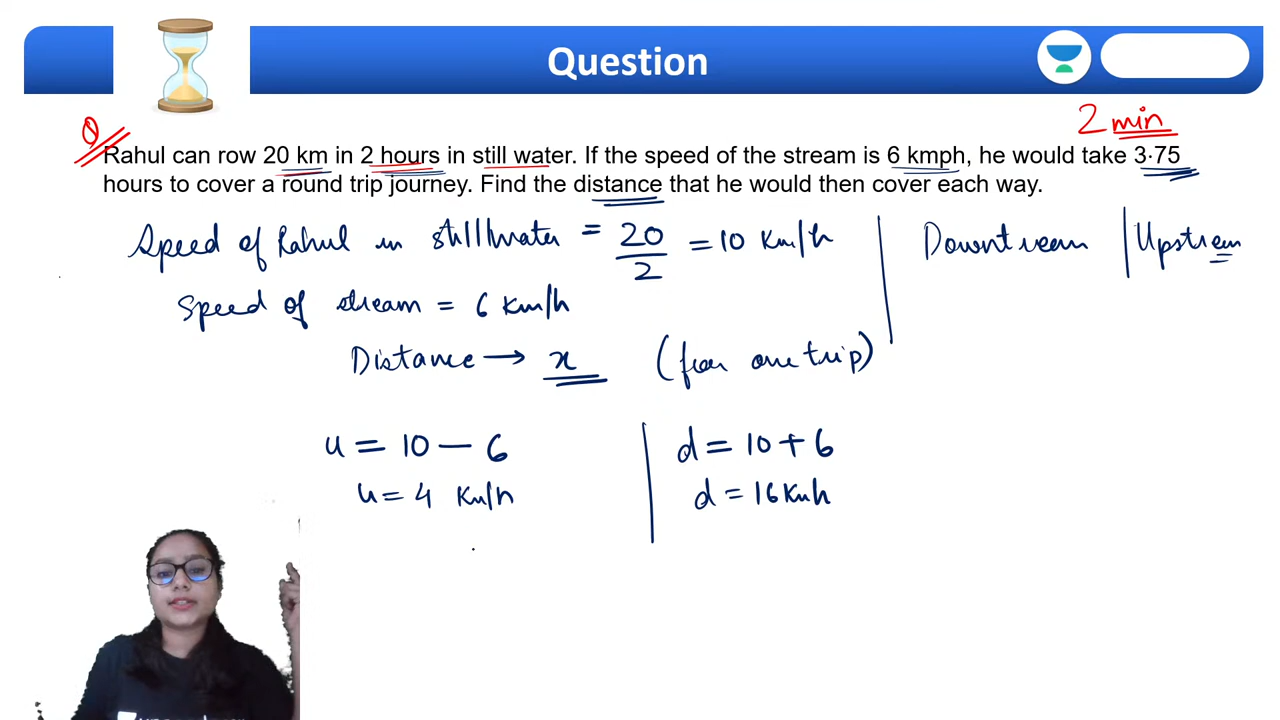 Question
2 min
Q Rahul can row 20 km in 2 hours in still water. If the speed of the stream is 6 kmph, he would take 3·75
hours to cover a round trip journey. Find the distance that he would then cover each way.
Speed of Rahul in stillwater = 20/2 = 10 Km/h
Downtream | Upstream
Speed of stream = 6 Km/h
Distance → x (for one trip)
u = 10 – 6
d = 10 + 6
u = 4 Km/h
d = 16 Km/h